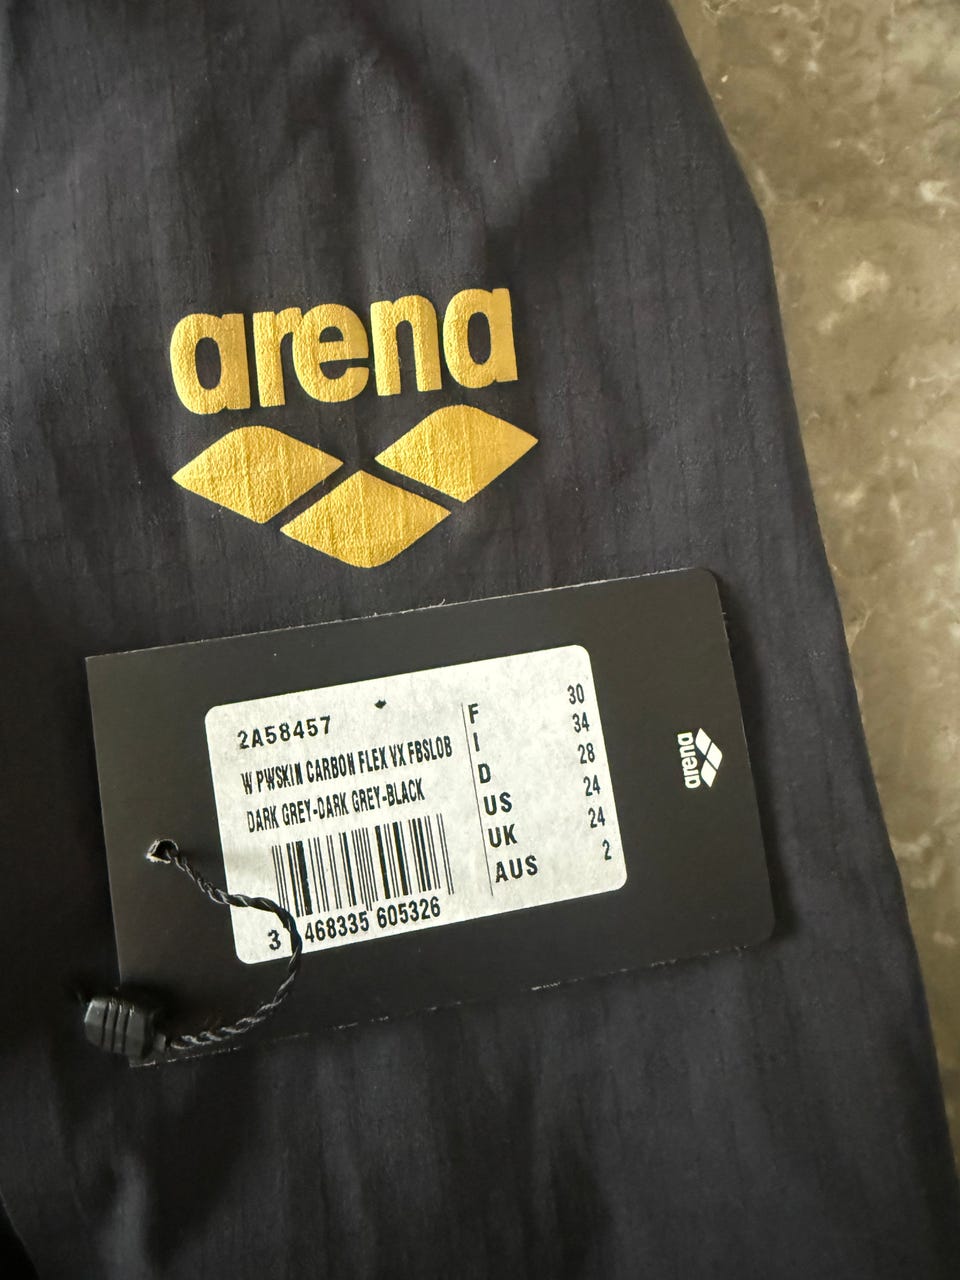 arena
2A58457
W PWSKIN CARBON FLEX VX FBSLOB
DARK GREY-DARK GREY-BLACK
3 468335 605326
F 30
I 34
D 28
US 24
UK 24
AUS 2
arena